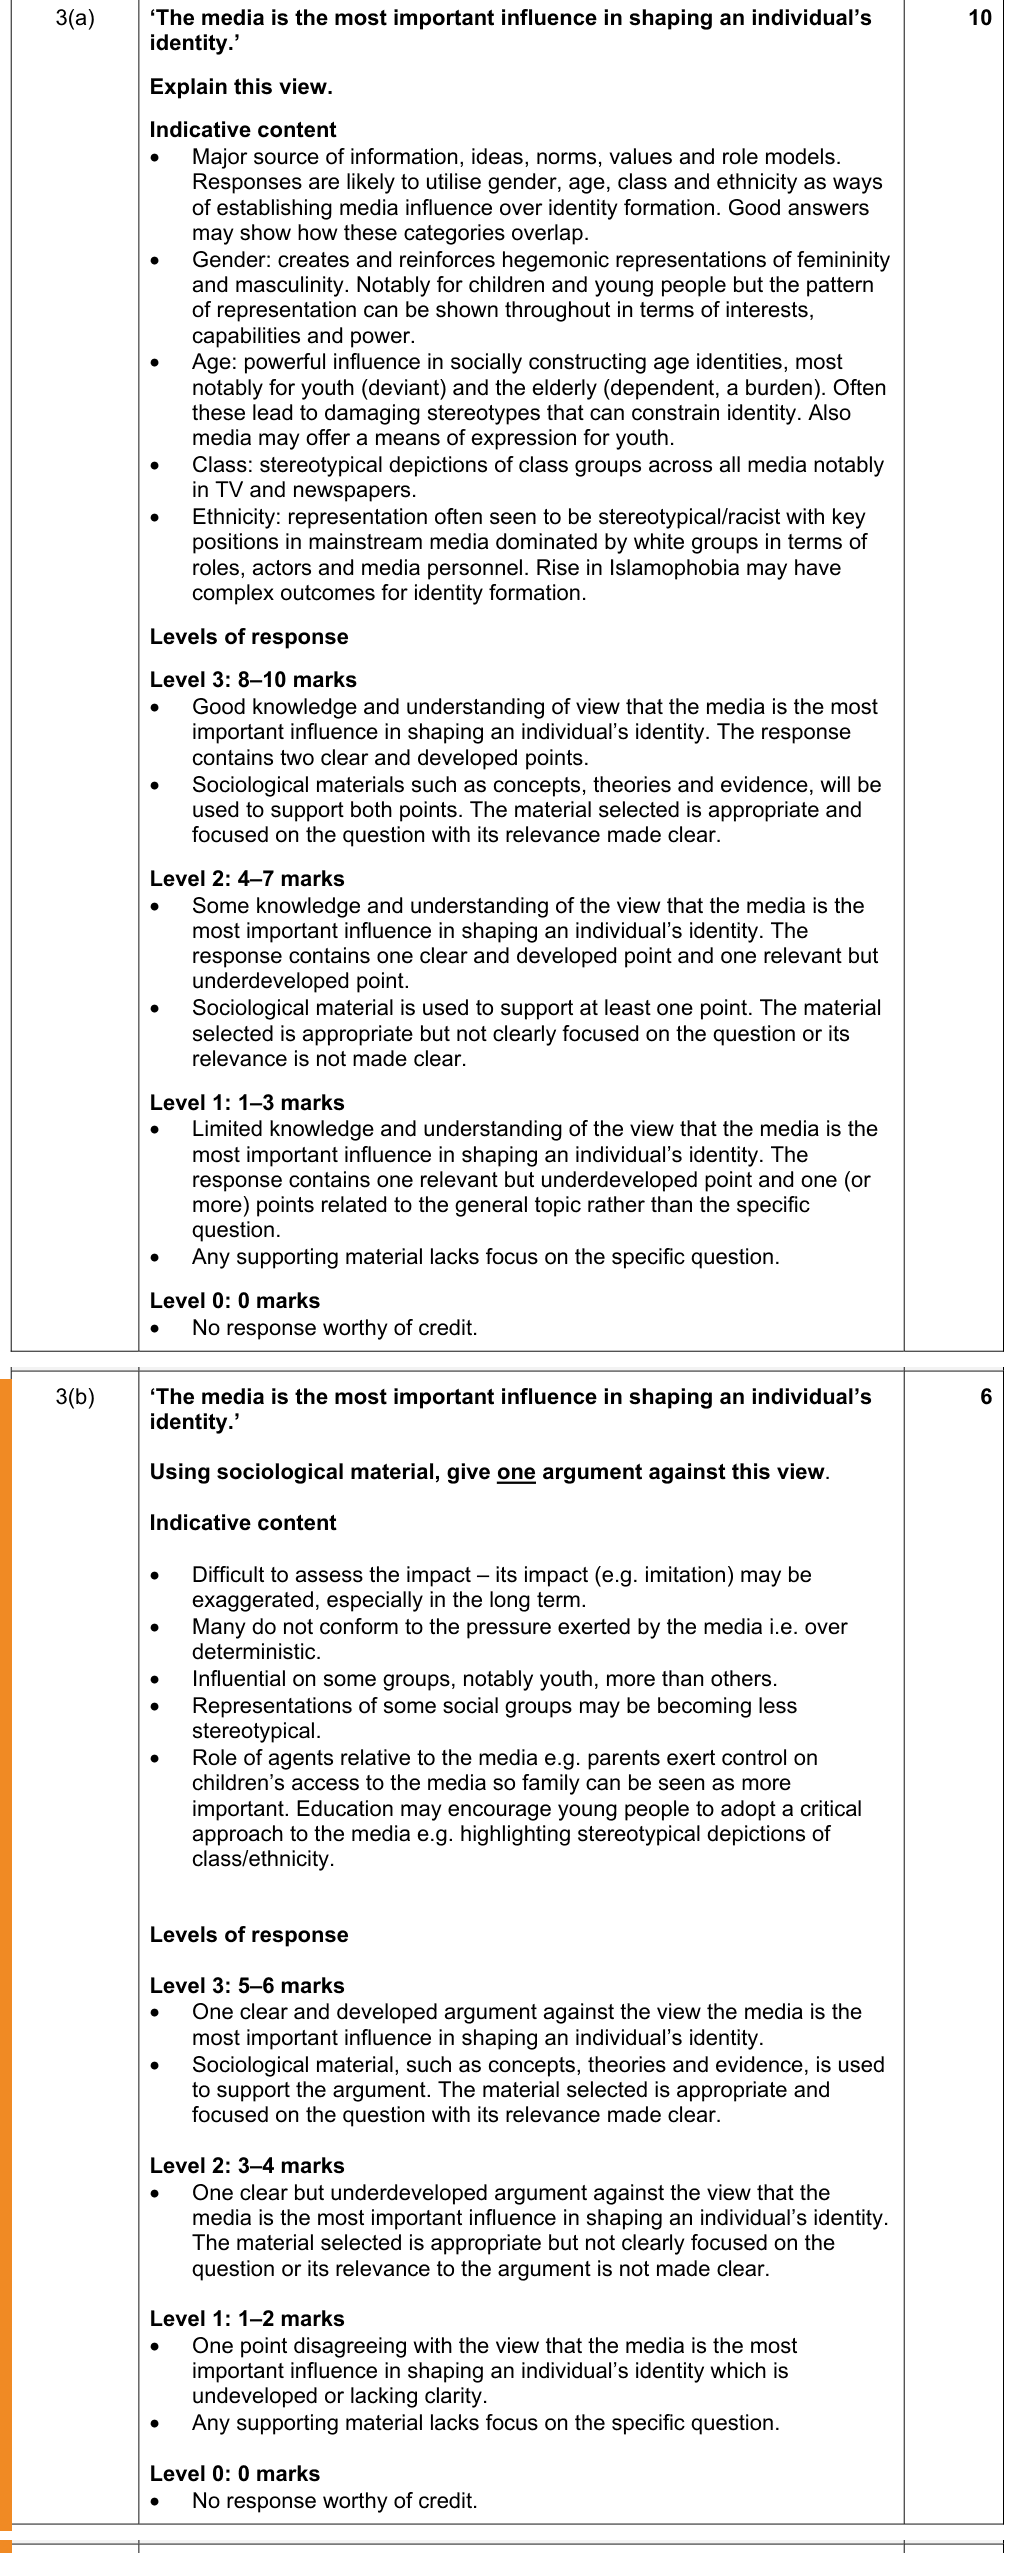 3(a)
‘The media is the most important influence in shaping an individual’s
identity.’
10
Explain this view.
Indicative content
• Major source of information, ideas, norms, values and role models.
Responses are likely to utilise gender, age, class and ethnicity as ways
of establishing media influence over identity formation. Good answers
may show how these categories overlap.
• Gender: creates and reinforces hegemonic representations of femininity
and masculinity. Notably for children and young people but the pattern
of representation can be shown throughout in terms of interests,
capabilities and power.
• Age: powerful influence in socially constructing age identities, most
notably for youth (deviant) and the elderly (dependent, a burden). Often
these lead to damaging stereotypes that can constrain identity. Also
media may offer a means of expression for youth.
• Class: stereotypical depictions of class groups across all media notably
in TV and newspapers.
• Ethnicity: representation often seen to be stereotypical/racist with key
positions in mainstream media dominated by white groups in terms of
roles, actors and media personnel. Rise in Islamophobia may have
complex outcomes for identity formation.
Levels of response
Level 3: 8–10 marks
• Good knowledge and understanding of view that the media is the most
important influence in shaping an individual’s identity. The response
contains two clear and developed points.
• Sociological materials such as concepts, theories and evidence, will be
used to support both points. The material selected is appropriate and
focused on the question with its relevance made clear.
Level 2: 4–7 marks
• Some knowledge and understanding of the view that the media is the
most important influence in shaping an individual’s identity. The
response contains one clear and developed point and one relevant but
underdeveloped point.
• Sociological material is used to support at least one point. The material
selected is appropriate but not clearly focused on the question or its
relevance is not made clear.
Level 1: 1–3 marks
• Limited knowledge and understanding of the view that the media is the
most important influence in shaping an individual’s identity. The
response contains one relevant but underdeveloped point and one (or
more) points related to the general topic rather than the specific
question.
• Any supporting material lacks focus on the specific question.
Level 0: 0 marks
• No response worthy of credit.
3(b)
‘The media is the most important influence in shaping an individual’s
identity.’
6
Using sociological material, give one argument against this view.
Indicative content
• Difficult to assess the impact – its impact (e.g. imitation) may be
exaggerated, especially in the long term.
• Many do not conform to the pressure exerted by the media i.e. over
deterministic.
• Influential on some groups, notably youth, more than others.
• Representations of some social groups may be becoming less
stereotypical.
• Role of agents relative to the media e.g. parents exert control on
children’s access to the media so family can be seen as more
important. Education may encourage young people to adopt a critical
approach to the media e.g. highlighting stereotypical depictions of
class/ethnicity.
Levels of response
Level 3: 5–6 marks
• One clear and developed argument against the view the media is the
most important influence in shaping an individual’s identity.
• Sociological material, such as concepts, theories and evidence, is used
to support the argument. The material selected is appropriate and
focused on the question with its relevance made clear.
Level 2: 3–4 marks
• One clear but underdeveloped argument against the view that the
media is the most important influence in shaping an individual’s identity.
The material selected is appropriate but not clearly focused on the
question or its relevance to the argument is not made clear.
Level 1: 1–2 marks
• One point disagreeing with the view that the media is the most
important influence in shaping an individual’s identity which is
undeveloped or lacking clarity.
• Any supporting material lacks focus on the specific question.
Level 0: 0 marks
• No response worthy of credit.